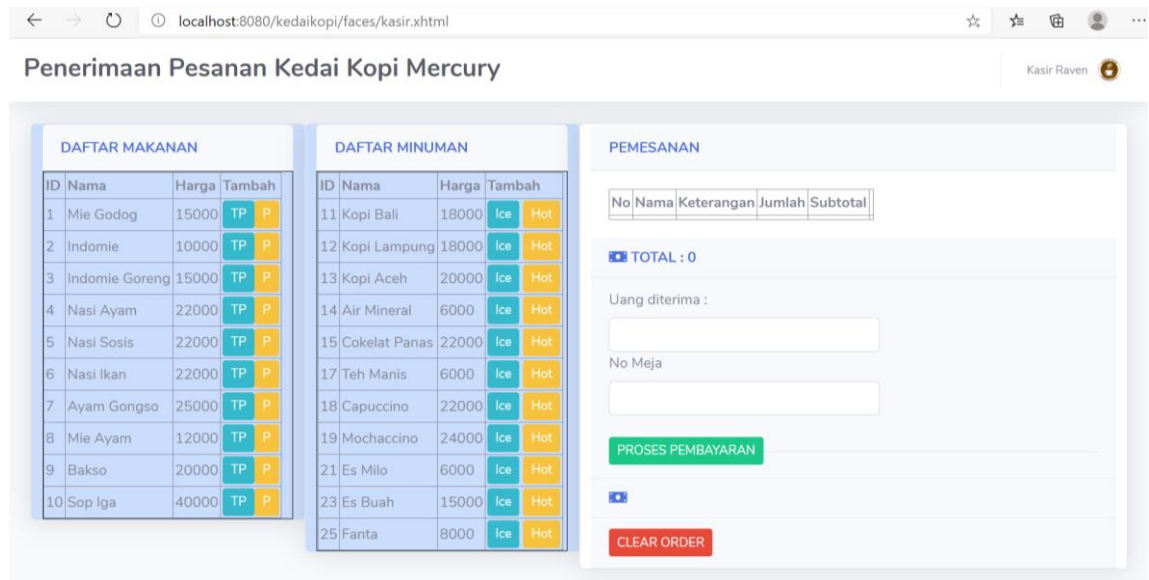 localhost:8080/kedaikopi/faces/kasir.xhtml
Penerimaan Pesanan Kedai Kopi Mercury
Kasir Raven
DAFTAR MAKANAN
ID Nama Harga Tambah
1 Mie Godog 15000 TP P
2 Indomie 10000 TP P
3 Indomie Goreng 15000 TP P
4 Nasi Ayam 22000 TP P
5 Nasi Sosis 22000 TP P
6 Nasi Ikan 22000 TP P
7 Ayam Gongso 25000 TP P
8 Mie Ayam 12000 TP P
9 Bakso 20000 TP P
10 Sop Iga 40000 TP P
DAFTAR MINUMAN
ID Nama Harga Tambah
11 Kopi Bali 18000 Ice Hot
12 Kopi Lampung 18000 Ice Hot
13 Kopi Aceh 20000 Ice Hot
14 Air Mineral 6000 Ice Hot
15 Cokelat Panas 22000 Ice Hot
17 Teh Manis 6000 Ice Hot
18 Capuccino 22000 Ice Hot
19 Mochaccino 24000 Ice Hot
21 Es Milo 6000 Ice Hot
23 Es Buah 15000 Ice Hot
25 Fanta 8000 Ice Hot
PEMESANAN
No Nama Keterangan Jumlah Subtotal
TOTAL : 0
Uang diterima :
No Meja
PROSES PEMBAYARAN
CLEAR ORDER